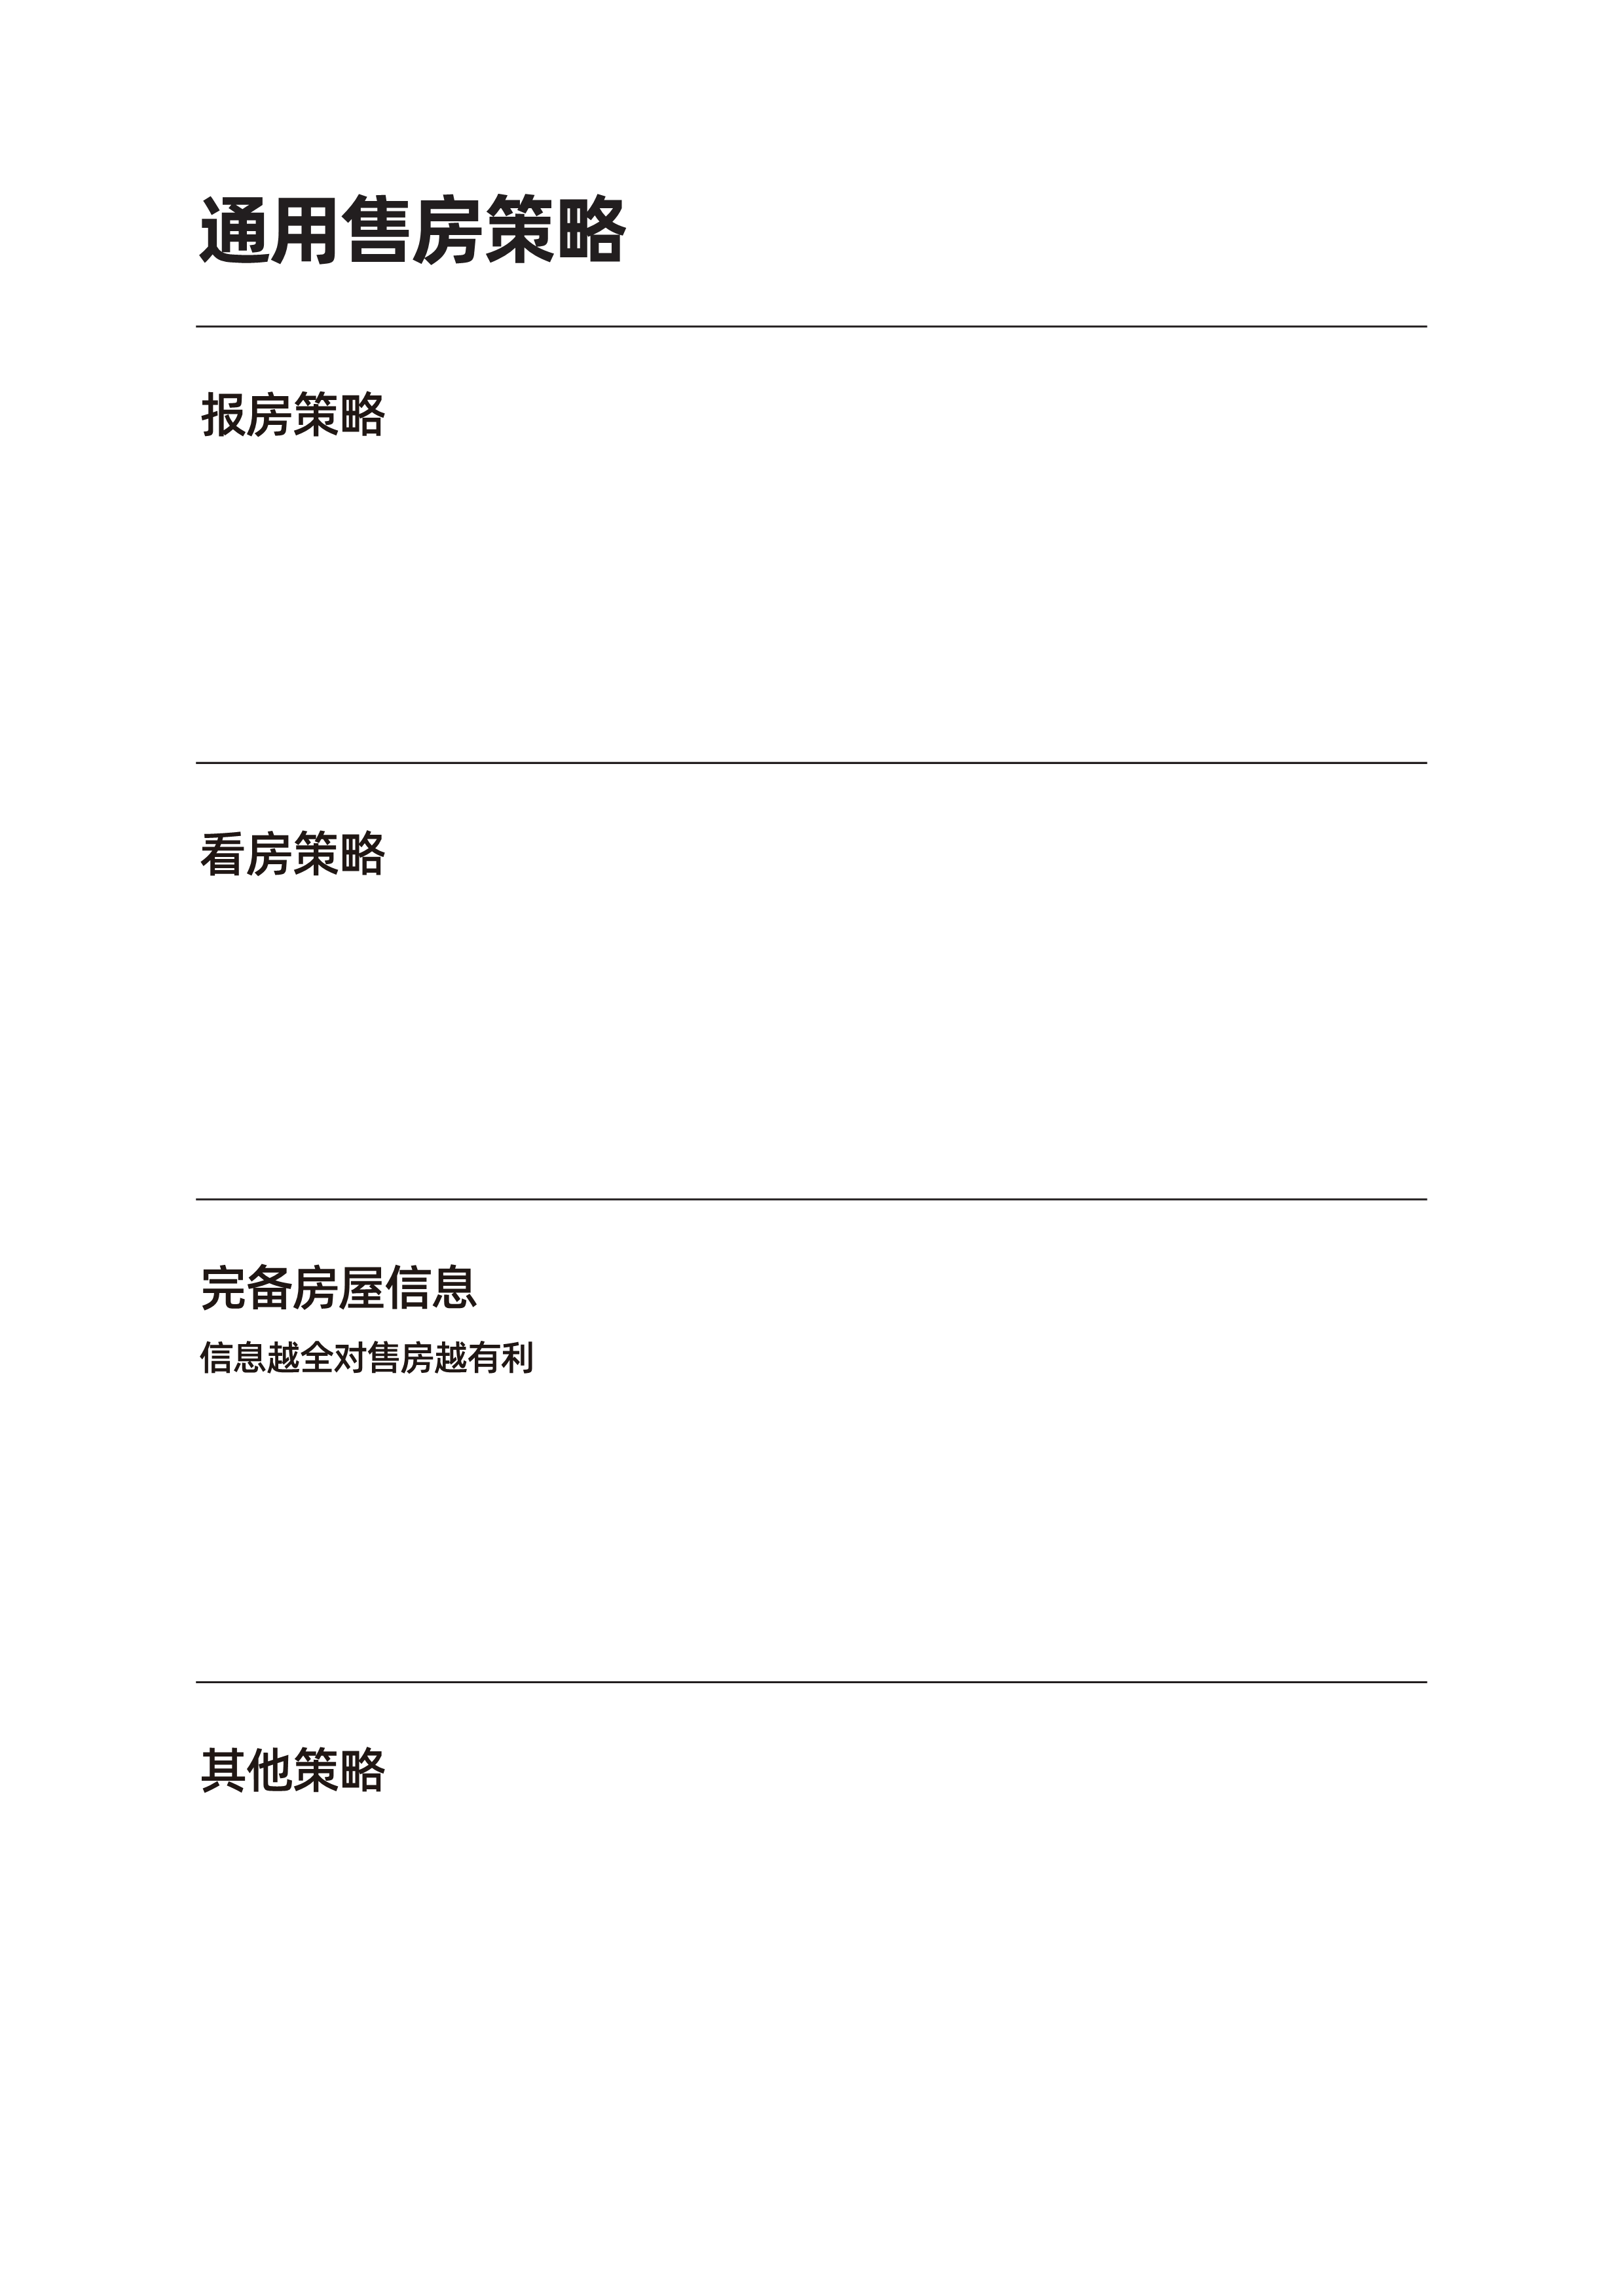 通用售房策略
报房策略
看房策略
完备房屋信息
信息越全对售房越有利
其他策略